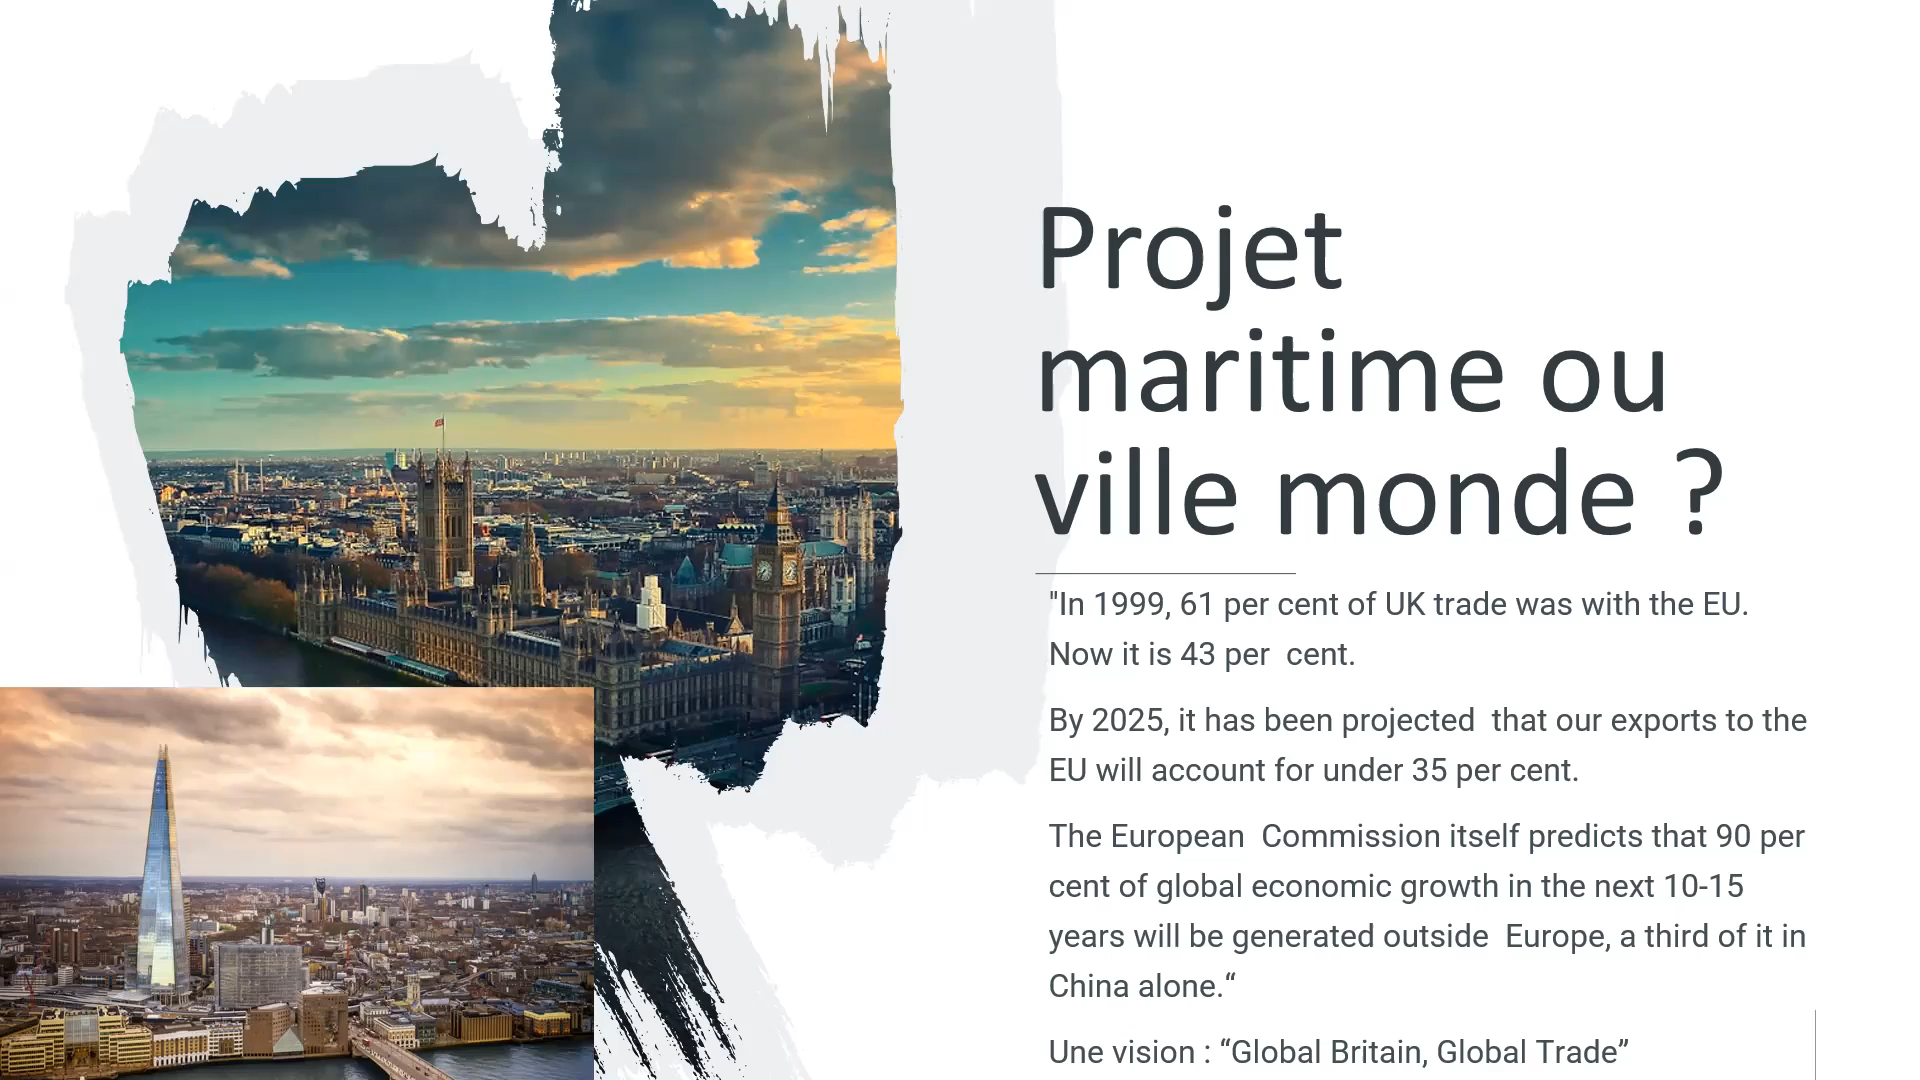 Projet
maritime ou
ville monde ?
"In 1999, 61 per cent of UK trade was with the EU.
Now it is 43 per  cent.
By 2025, it has been projected  that our exports to the
EU will account for under 35 per cent.
The European  Commission itself predicts that 90 per
cent of global economic growth in the next 10-15
years will be generated outside  Europe, a third of it in
China alone.“
Une vision : “Global Britain, Global Trade”